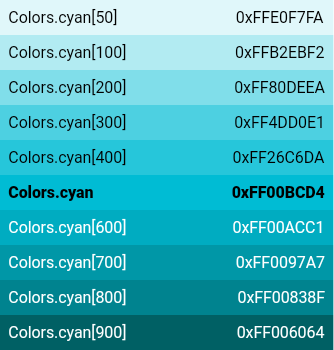 Colors.cyan[50] 0xFFE0F7FA
Colors.cyan[100] 0xFFB2EBF2
Colors.cyan[200] 0xFF80DEEA
Colors.cyan[300] 0xFF4DD0E1
Colors.cyan[400] 0xFF26C6DA
Colors.cyan 0xFF00BCD4
Colors.cyan[600] 0xFF00ACC1
Colors.cyan[700] 0xFF0097A7
Colors.cyan[800] 0xFF00838F
Colors.cyan[900] 0xFF006064